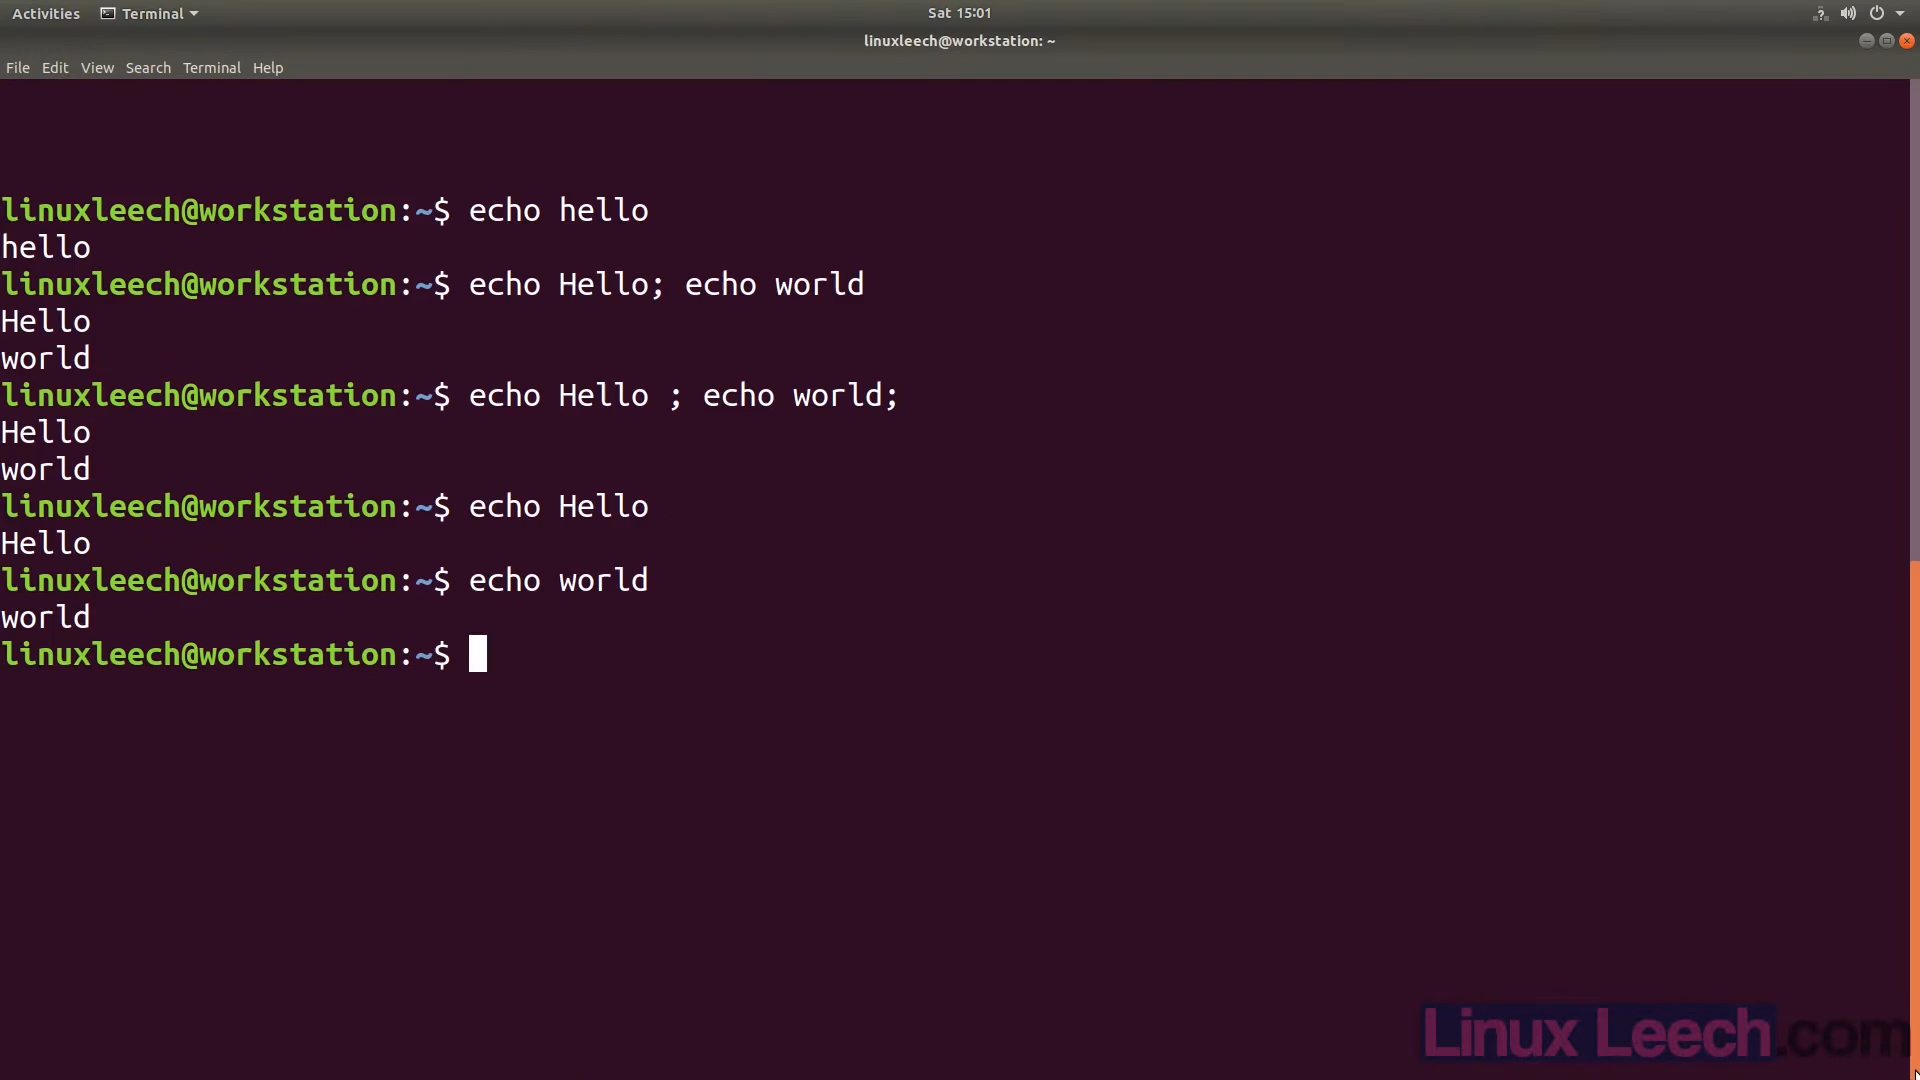 Activities Terminal Sat 15:01
linuxleech@workstation: ~
File Edit View Search Terminal Help
linuxleech@workstation:~$ echo hello
hello
linuxleech@workstation:~$ echo Hello; echo world
Hello
world
linuxleech@workstation:~$ echo Hello ; echo world;
Hello
world
linuxleech@workstation:~$ echo Hello
Hello
linuxleech@workstation:~$ echo world
world
linuxleech@workstation:~$
Linux Leech.com